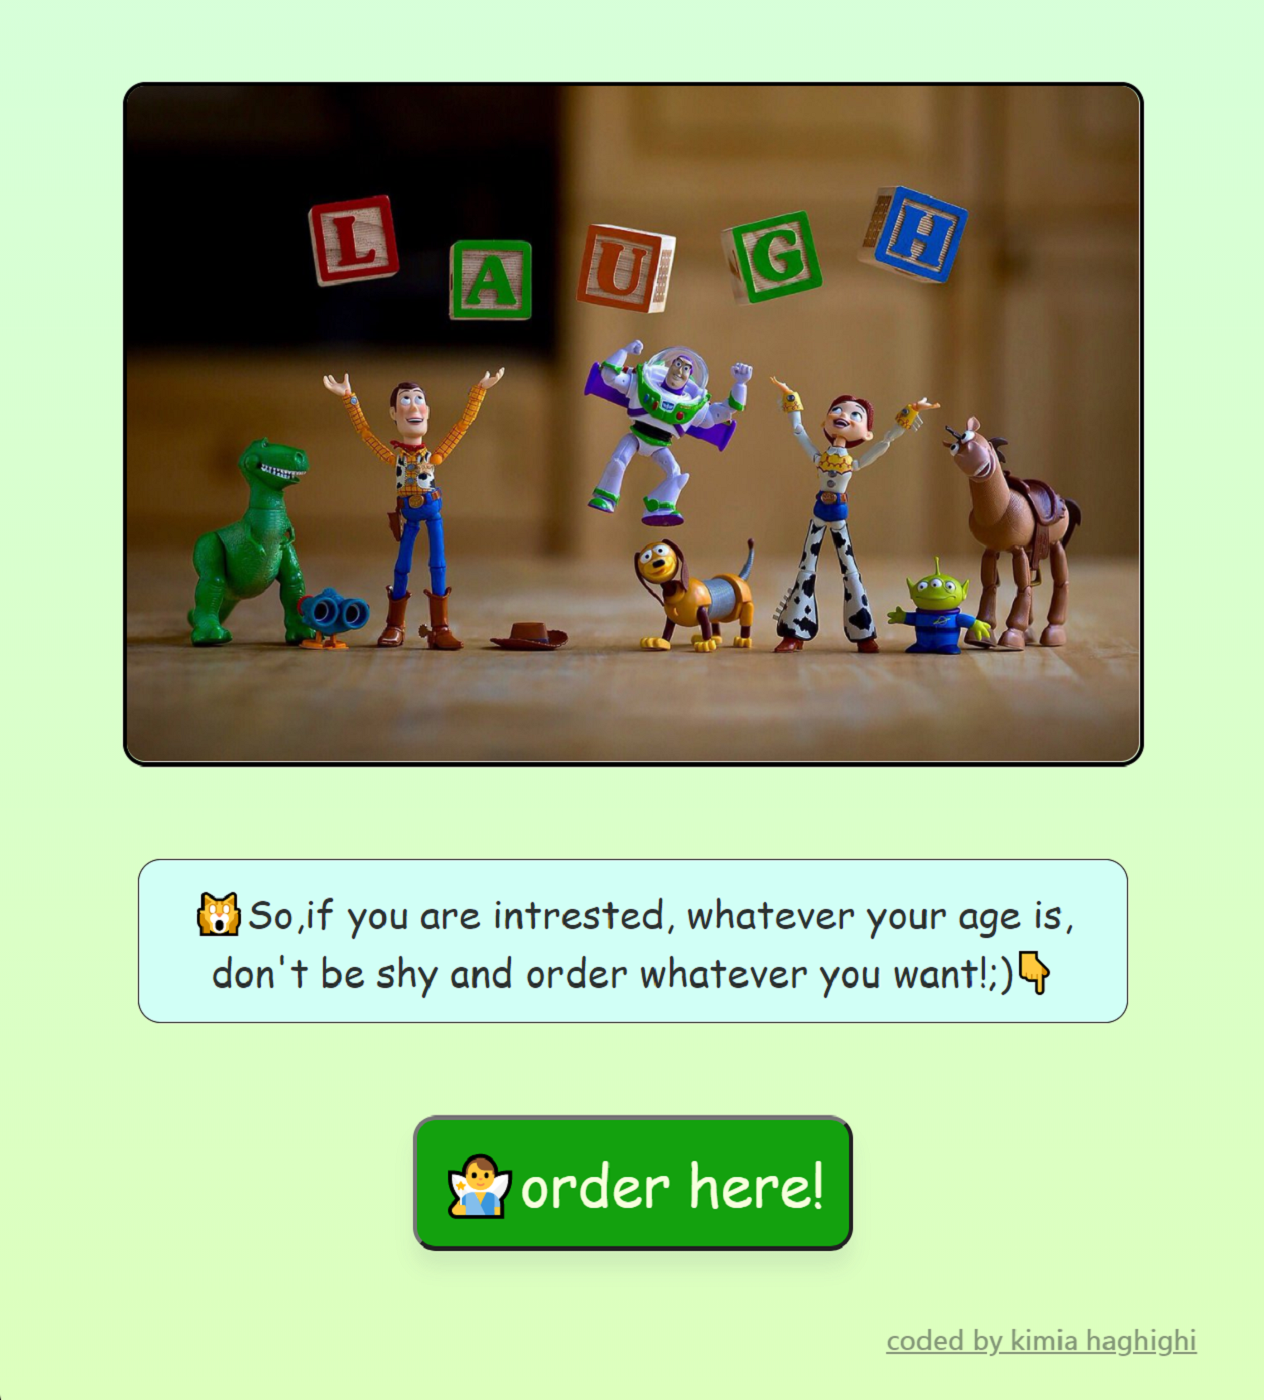 LAUGH
🙀So,if you are intrested, whatever your age is,
don't be shy and order whatever you want!;)👇
🧚‍♂️order here!
coded by kimia haghighi